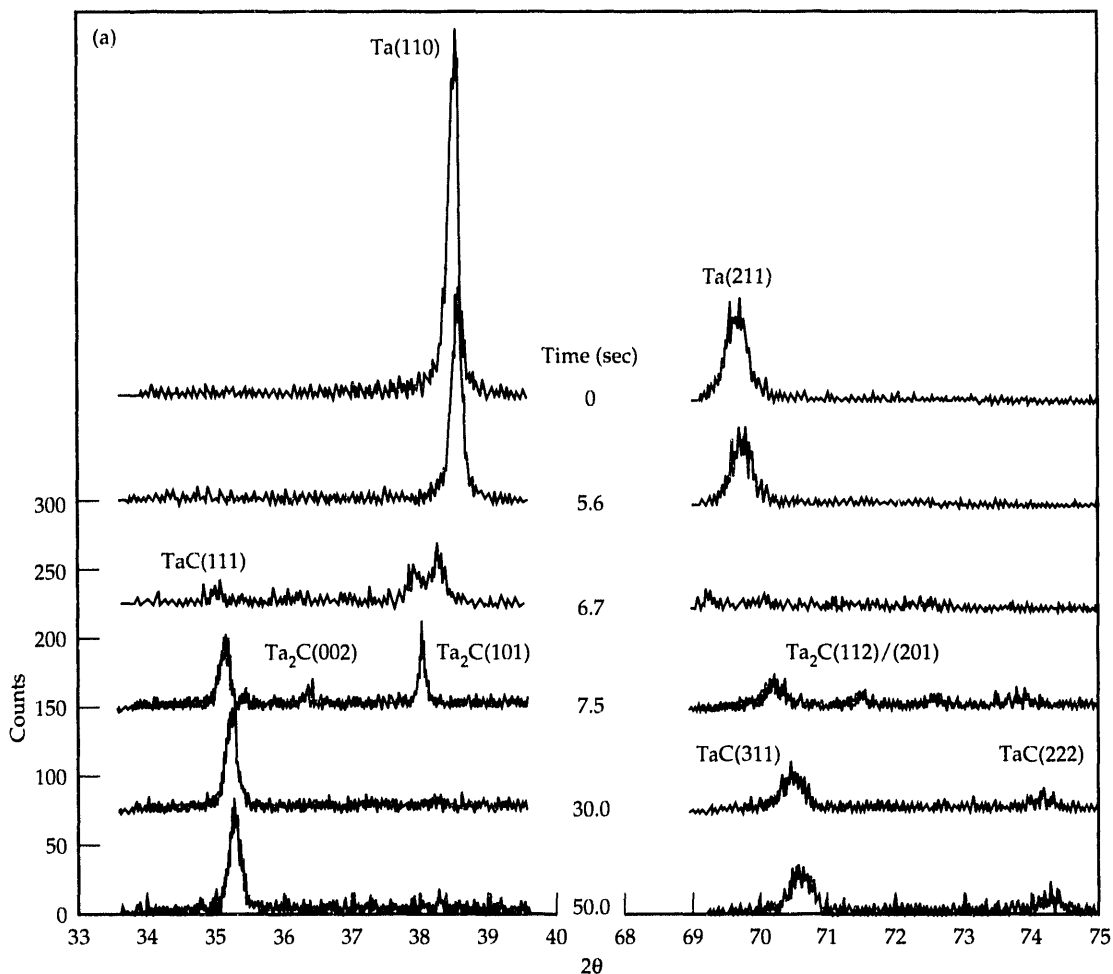 (a)
Ta(110)
Ta(211)
Time (sec)
0
300
5.6
TaC(111)
250
6.7
200
Ta₂C(002)
Ta₂C(101)
Ta₂C(112)/(201)
150
7.5
Counts
TaC(311)
TaC(222)
100
30.0
50
0
50.0
33 34 35 36 37 38 39 40 68 69 70 71 72 73 74 75
2θ